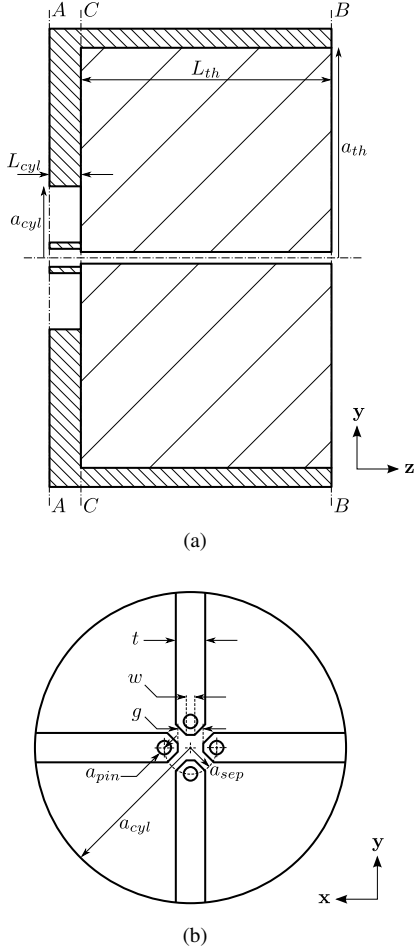 A C B
L_th
L_cyl
a_th
a_cyl
y
z
A C B
(a)
t
w
g
a_pin
a_sep
a_cyl
y
x
(b)